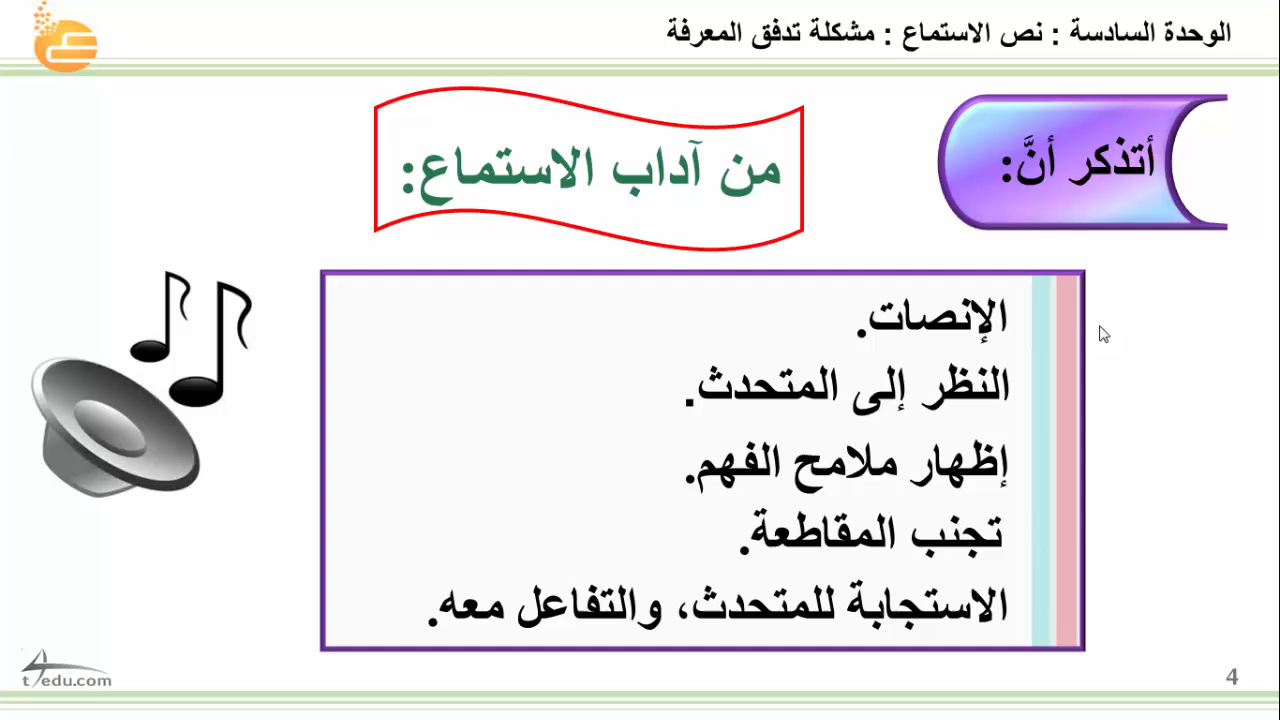 الوحدة السادسة : نص الاستماع : مشكلة تدفق المعرفة
أتذكر أنَّ:
من آداب الاستماع:
الإنصات.
النظر إلى المتحدث.
إظهار ملامح الفهم.
تجنب المقاطعة.
الاستجابة للمتحدث، والتفاعل معه.
t4edu.com
4